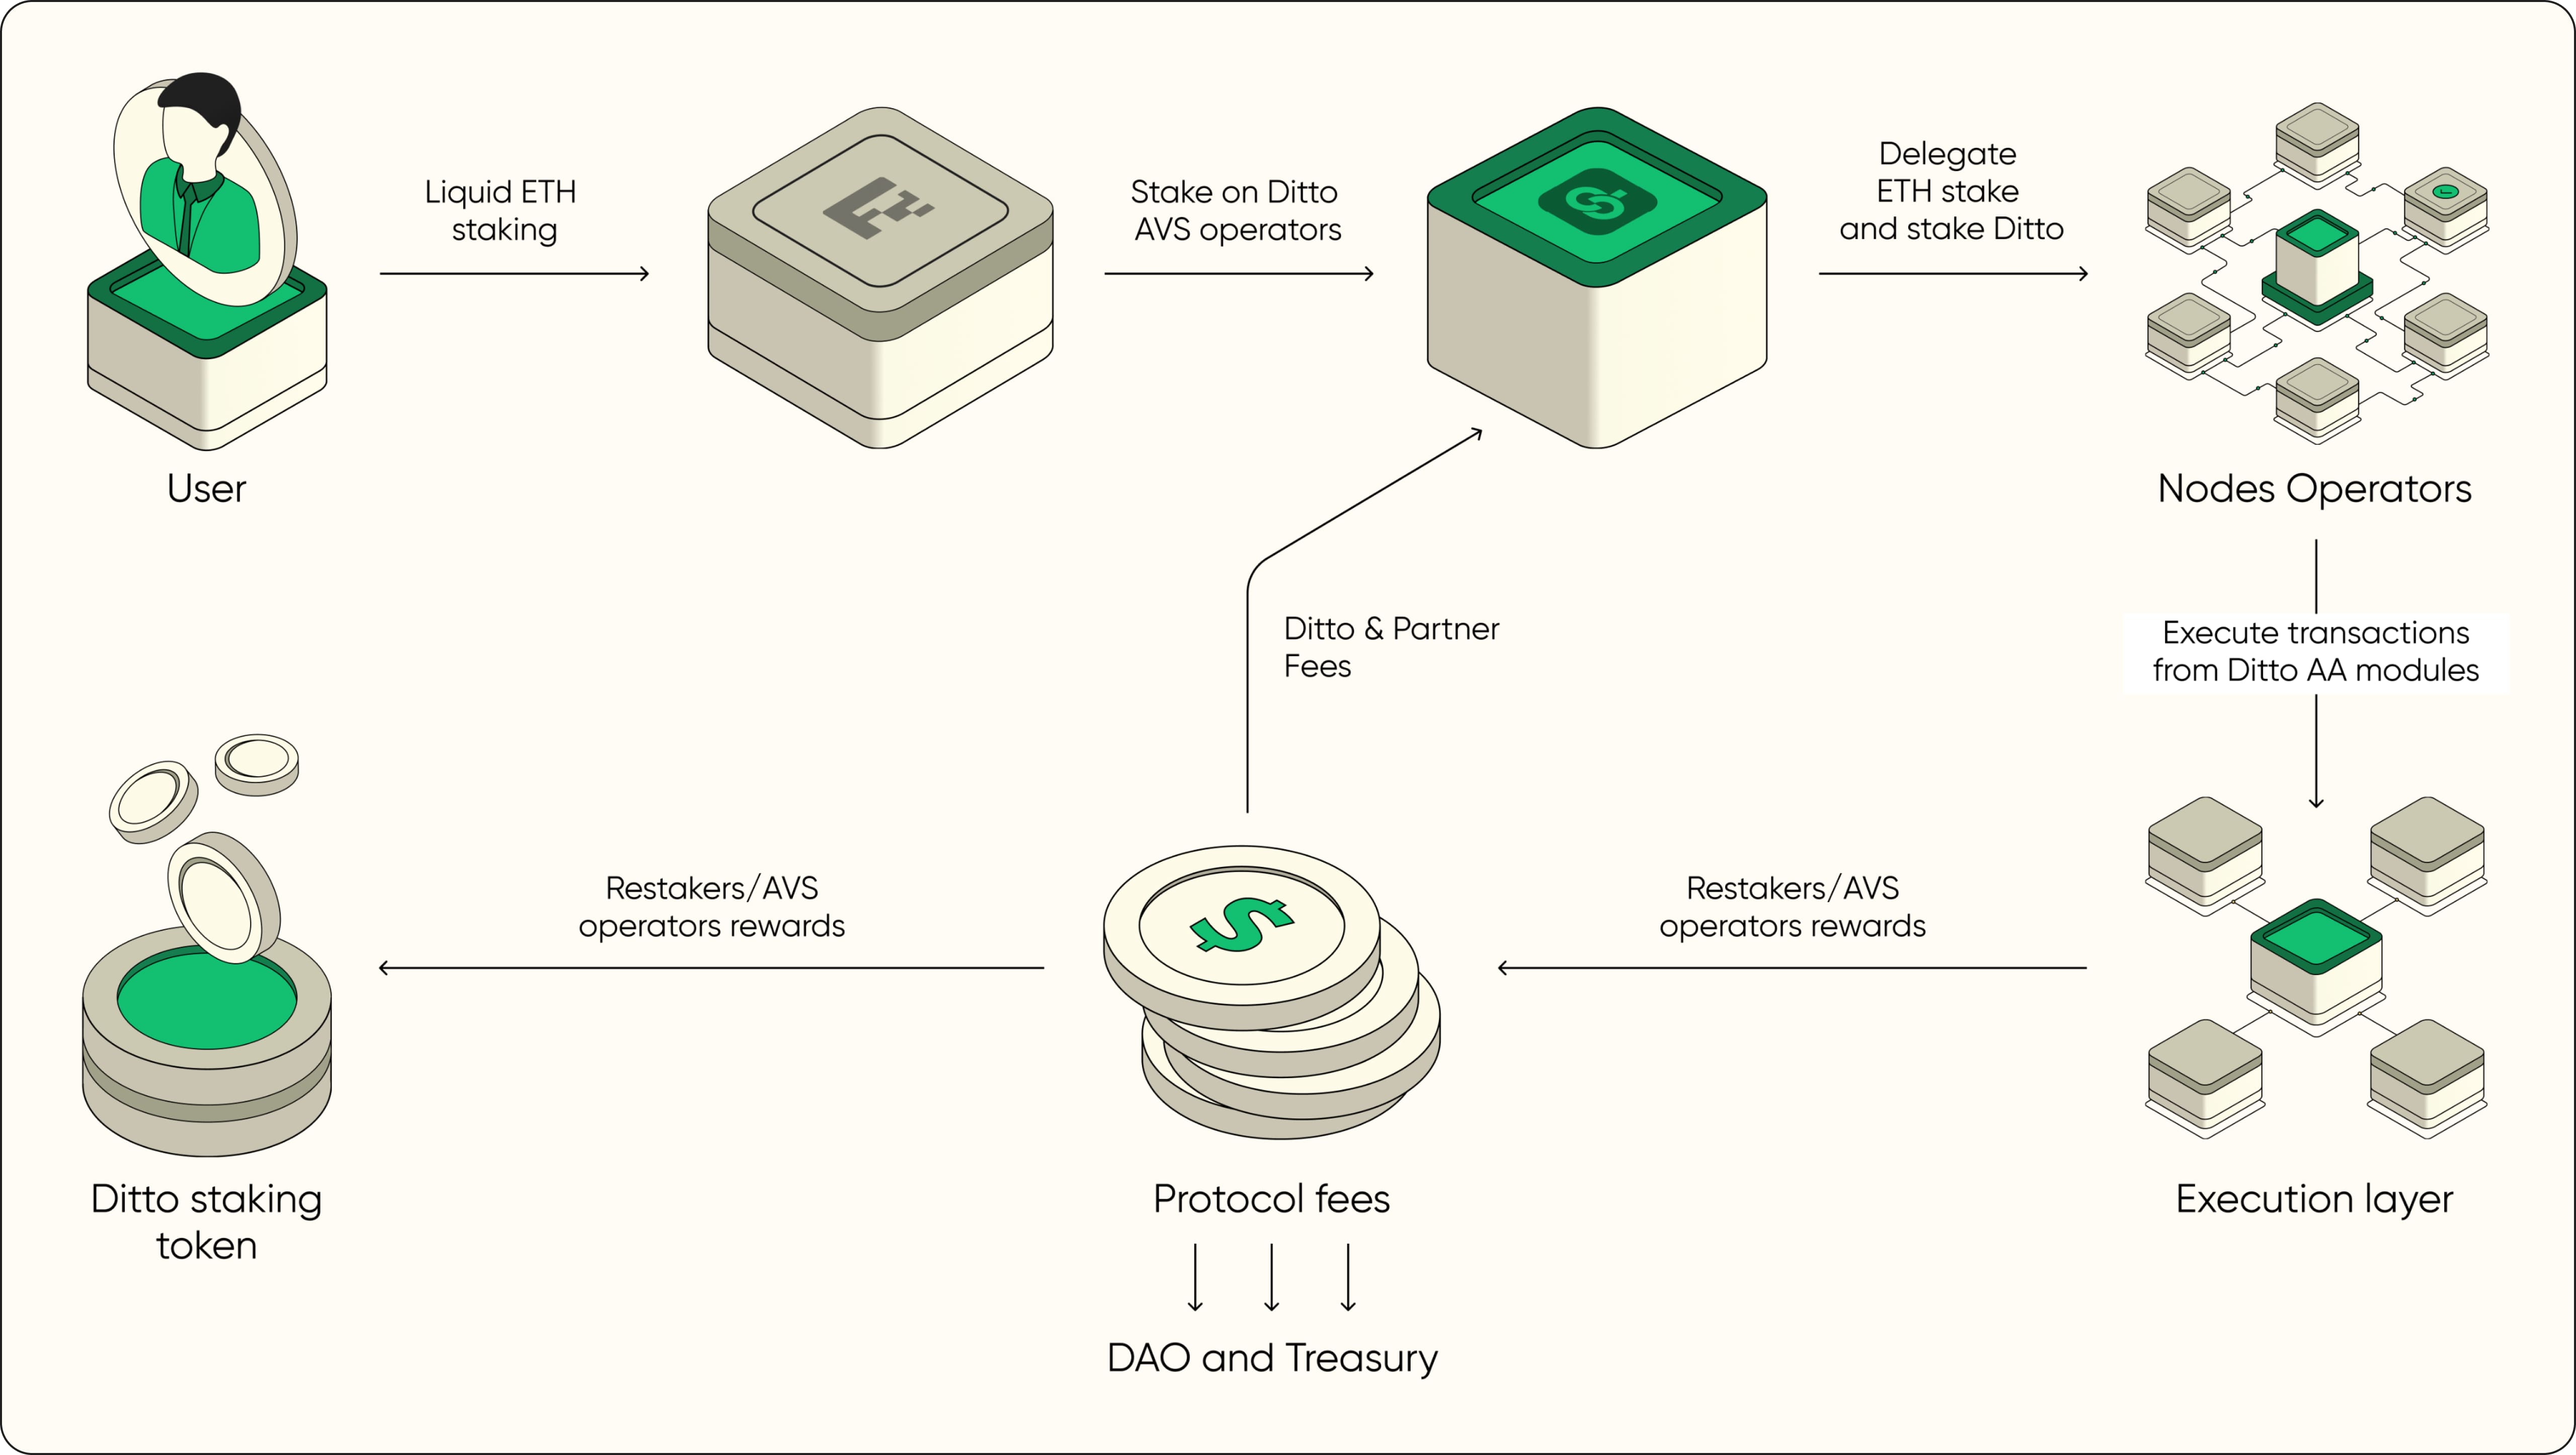 Liquid ETH
staking
Stake on Ditto
AVS operators
Delegate
ETH stake
and stake Ditto
User
Nodes Operators
Ditto & Partner
Fees
Execute transactions
from Ditto AA modules
Restakers/AVS
operators rewards
Restakers/AVS
operators rewards
$
Ditto staking
token
Protocol fees
Execution layer
DAO and Treasury